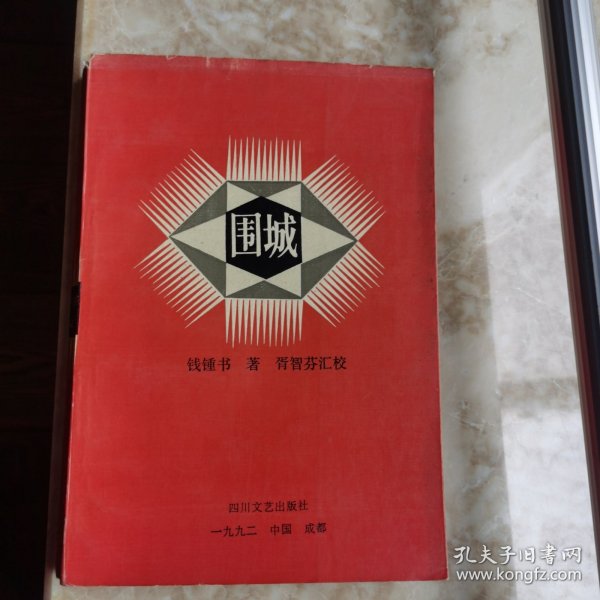 围城
钱锺书 著 胥智芬汇校
四川文艺出版社
一九九二 中国 成都
孔夫子旧书网
www.kongfz.com